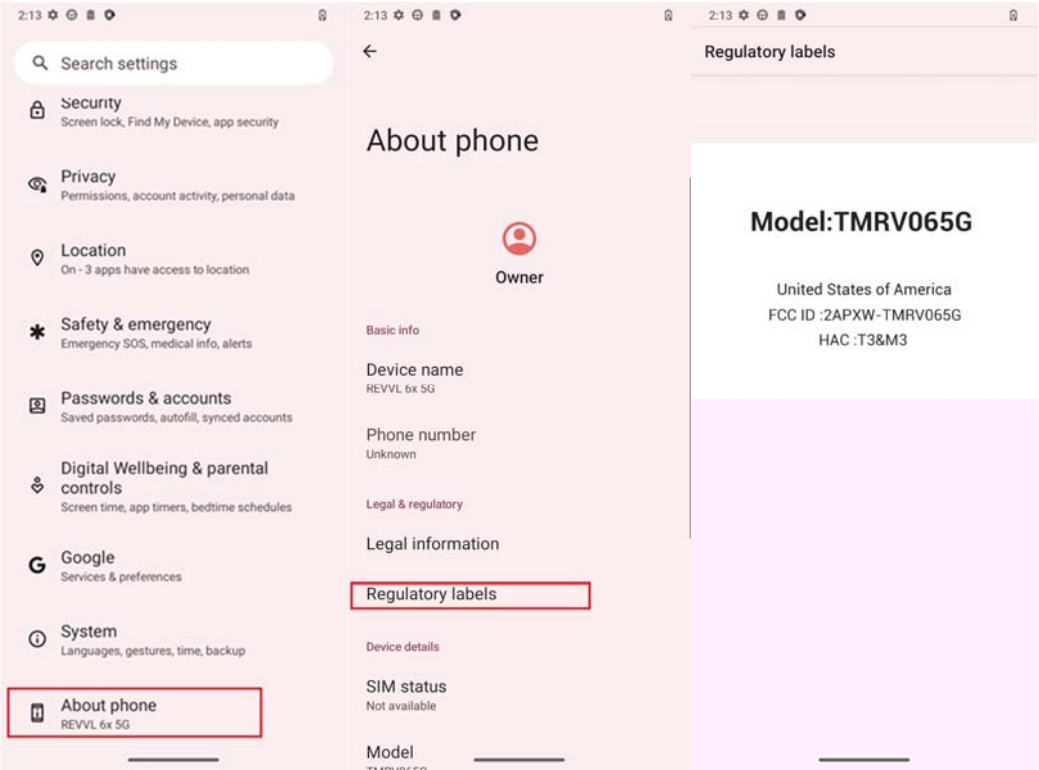 2:13
Search settings
Security
Screen lock, Find My Device, app security
Privacy
Permissions, account activity, personal data
Location
On - 3 apps have access to location
Safety & emergency
Emergency SOS, medical info, alerts
Passwords & accounts
Saved passwords, autofill, synced accounts
Digital Wellbeing & parental
controls
Screen time, app timers, bedtime schedules
Google
Services & preferences
System
Languages, gestures, time, backup
About phone
REVVL 6x 5G
2:13
About phone
Owner
Basic info
Device name
REVVL 6x 5G
Phone number
Unknown
Legal & regulatory
Legal information
Regulatory labels
Device details
SIM status
Not available
Model
TMRV065G
2:13
Regulatory labels
Model:TMRV065G
United States of America
FCC ID :2APXW-TMRV065G
HAC :T3&M3